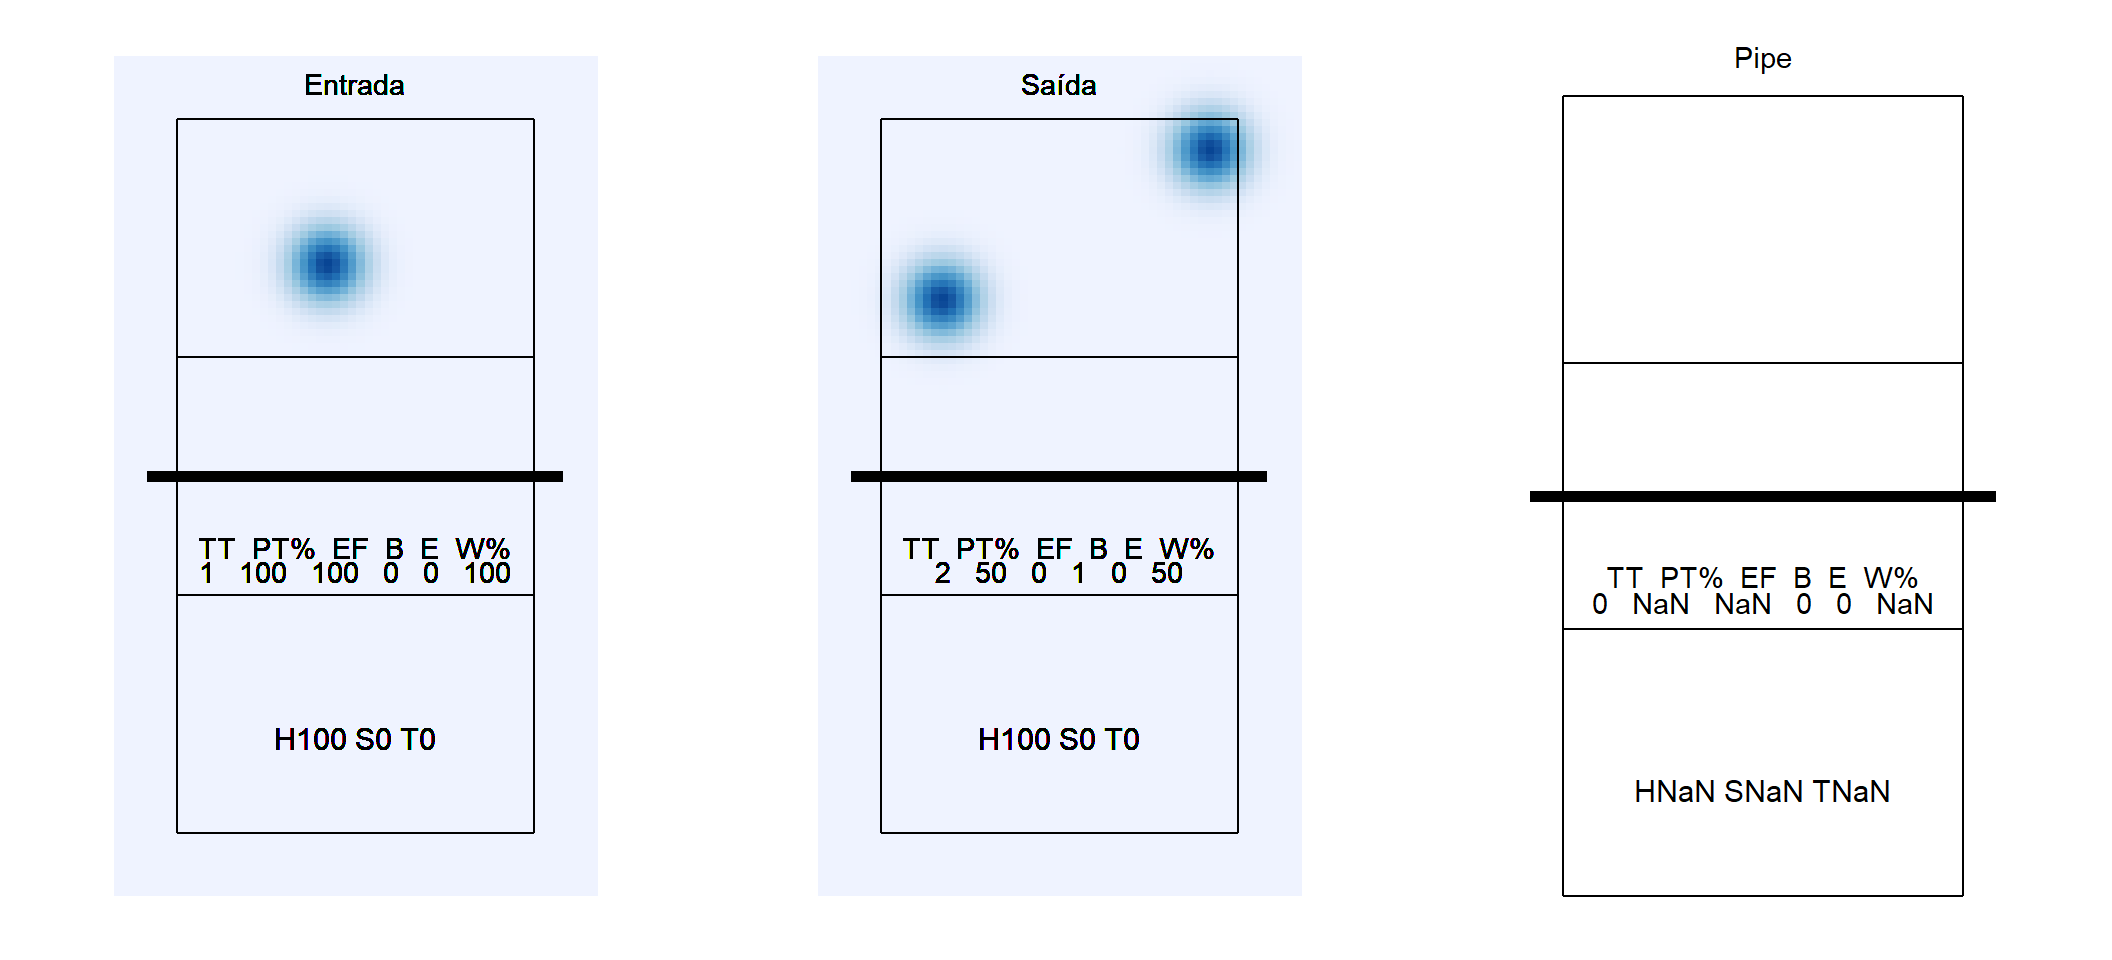 Entrada
TT PT% EF B E W%
1 100 100 0 0 100
H100 S0 T0
Saída
TT PT% EF B E W%
2 50 0 1 0 50
H100 S0 T0
Pipe
TT PT% EF B E W%
0 NaN NaN 0 0 NaN
HNaN SNaN TNaN